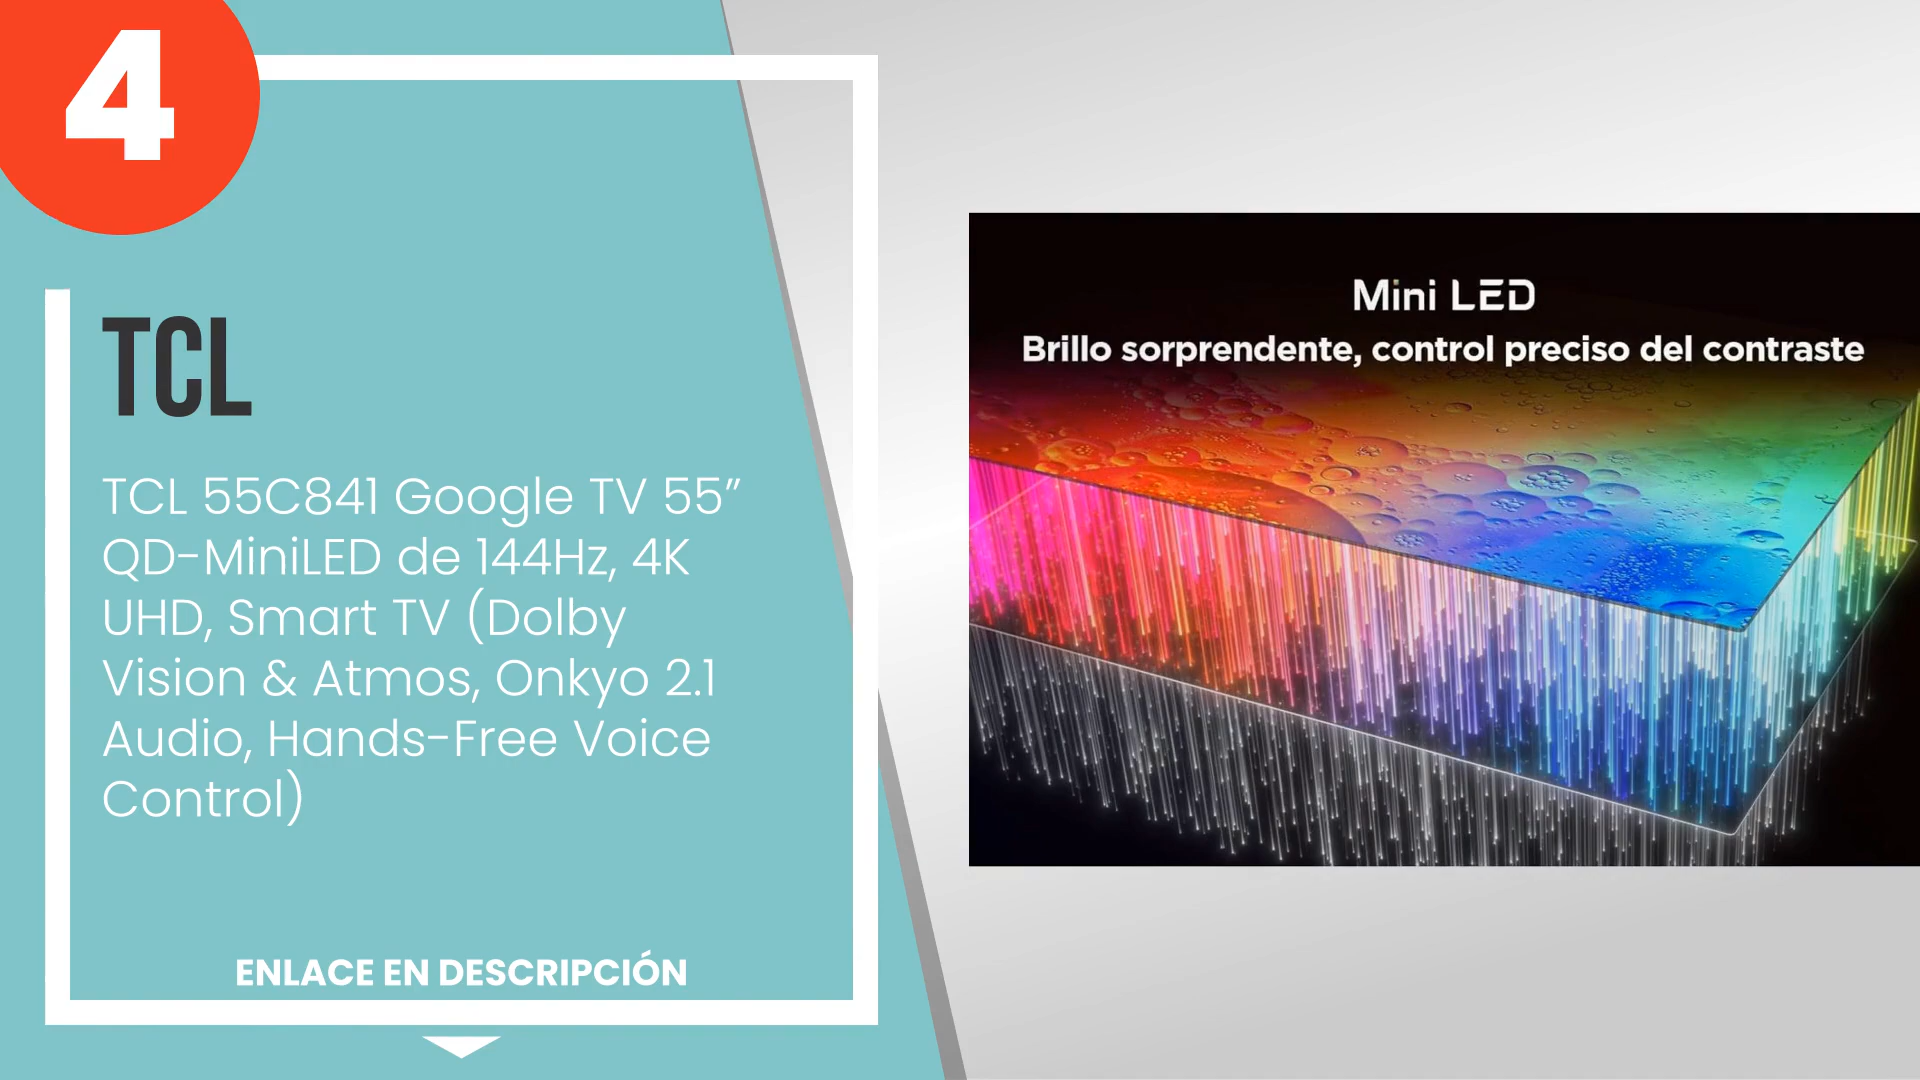 4
TCL
TCL 55C841 Google TV 55”
QD-MiniLED de 144Hz, 4K
UHD, Smart TV (Dolby
Vision & Atmos, Onkyo 2.1
Audio, Hands-Free Voice
Control)
ENLACE EN DESCRIPCIÓN
Mini LED
Brillo sorprendente, control preciso del contraste